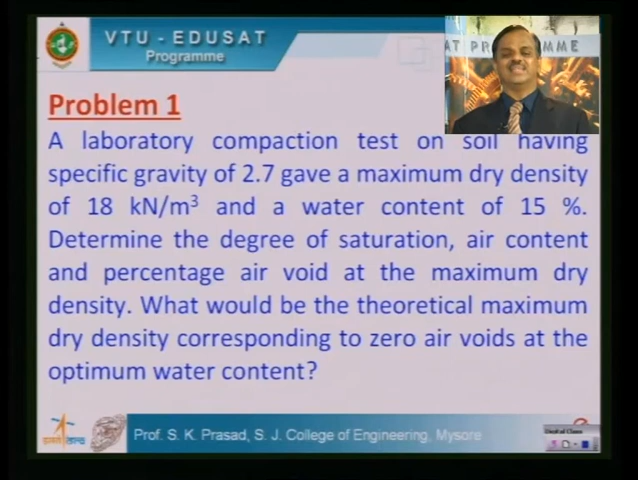 VTU - EDUSAT
Programme
AT PR MME
Problem 1
A laboratory compaction test on soil having
specific gravity of 2.7 gave a maximum dry density
of 18 kN/m³ and a water content of 15 %.
Determine the degree of saturation, air content
and percentage air void at the maximum dry
density. What would be the theoretical maximum
dry density corresponding to zero air voids at the
optimum water content?
Prof. S. K. Prasad, S. J. College of Engineering, Mysore